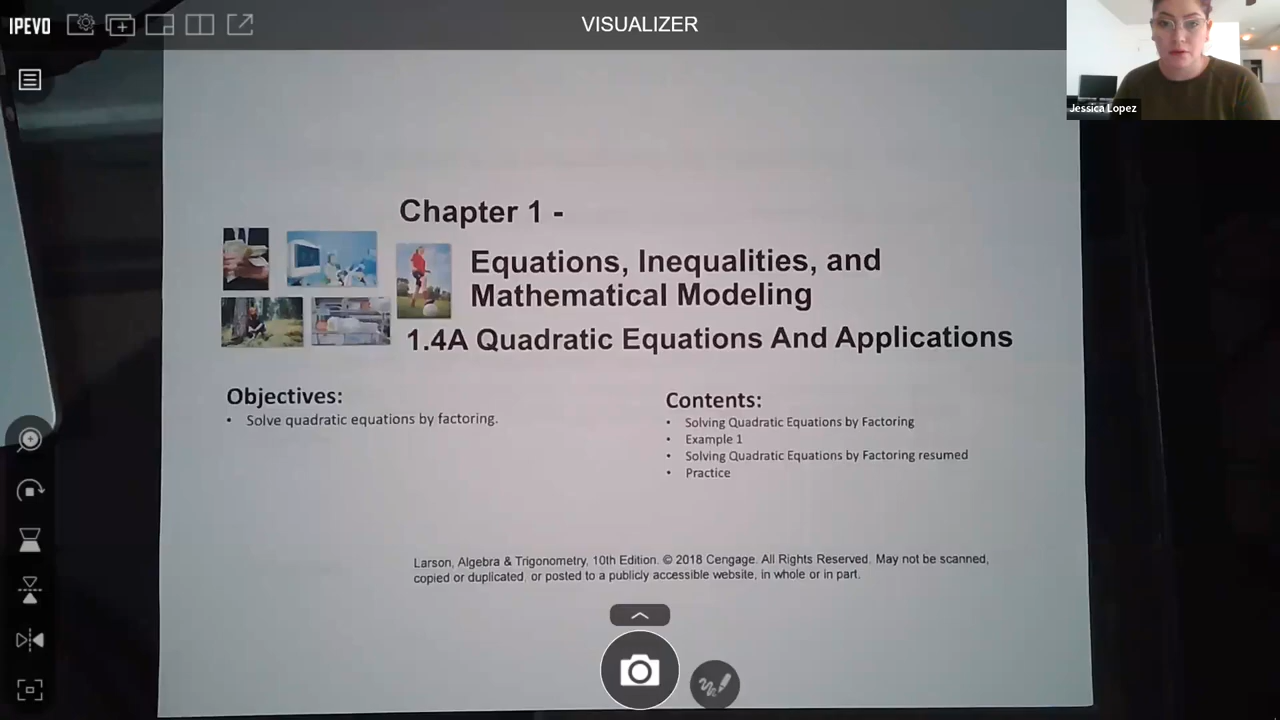 IPEVO
VISUALIZER
Jessica Lopez
Chapter 1 -
Equations, Inequalities, and
Mathematical Modeling
1.4A Quadratic Equations And Applications
Objectives:
• Solve quadratic equations by factoring.
Contents:
• Solving Quadratic Equations by Factoring
• Example 1
• Solving Quadratic Equations by Factoring resumed
• Practice
Larson, Algebra & Trigonometry, 10th Edition. © 2018 Cengage. All Rights Reserved. May not be scanned,
copied or duplicated, or posted to a publicly accessible website, in whole or in part.